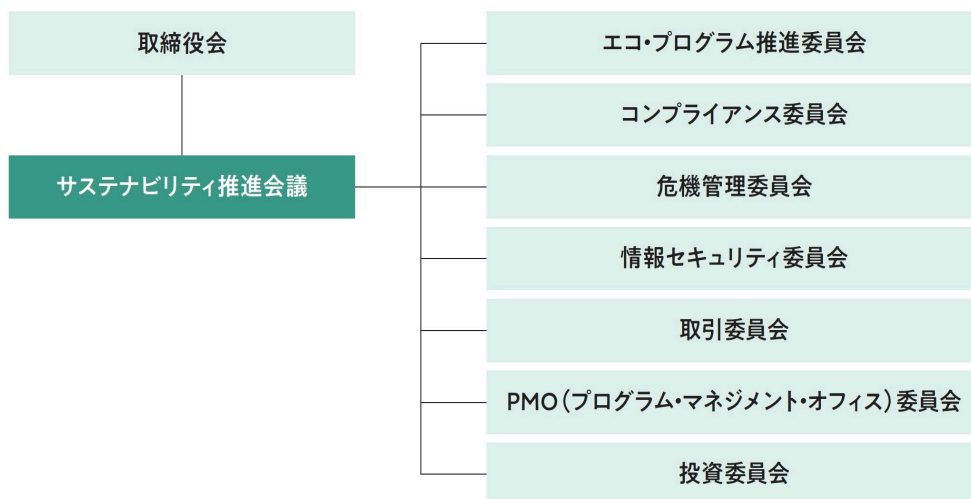 取締役会
サステナビリティ推進会議
エコ・プログラム推進委員会
コンプライアンス委員会
危機管理委員会
情報セキュリティ委員会
取引委員会
PMO（プログラム・マネジメント・オフィス）委員会
投資委員会